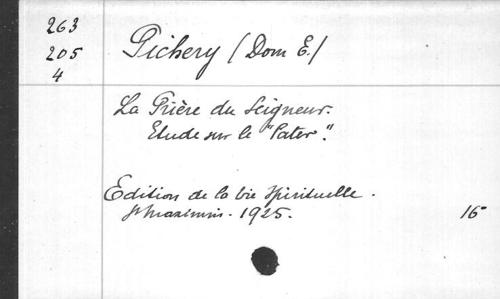 263
205
4
Pichery / Dom E. /
La Prière du Seigneur.
Etude sur le "Pater".
Edition de la Vie Spirituelle.
St Maximin. 1925.
16°